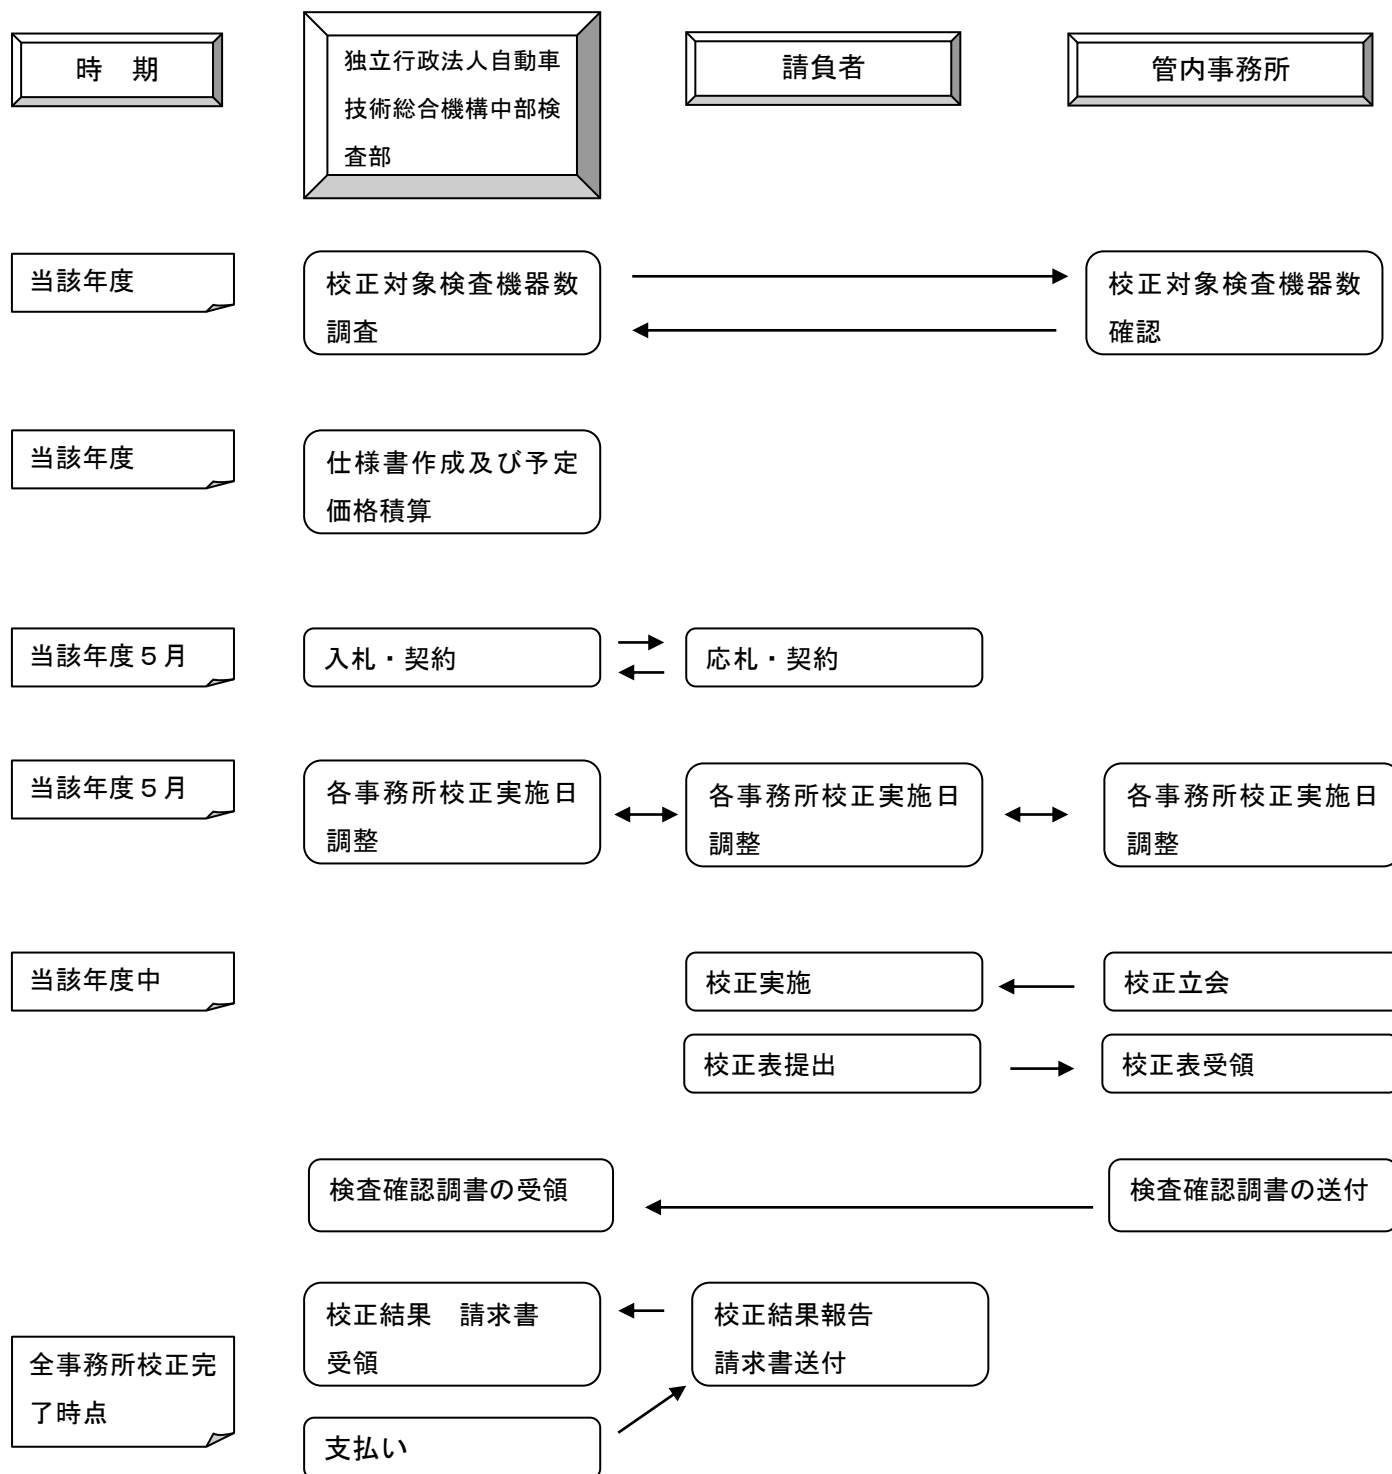 時　期
独立行政法人自動車
技術総合機構中部検
査部
請負者
管内事務所
当該年度
校正対象検査機器数
調査
校正対象検査機器数
確認
当該年度
仕様書作成及び予定
価格積算
当該年度５月
入札・契約
応札・契約
当該年度５月
各事務所校正実施日
調整
各事務所校正実施日
調整
各事務所校正実施日
調整
当該年度中
校正実施
校正立会
校正表提出
校正表受領
検査確認調書の受領
検査確認調書の送付
校正結果　請求書
受領
校正結果報告
請求書送付
全事務所校正完
了時点
支払い